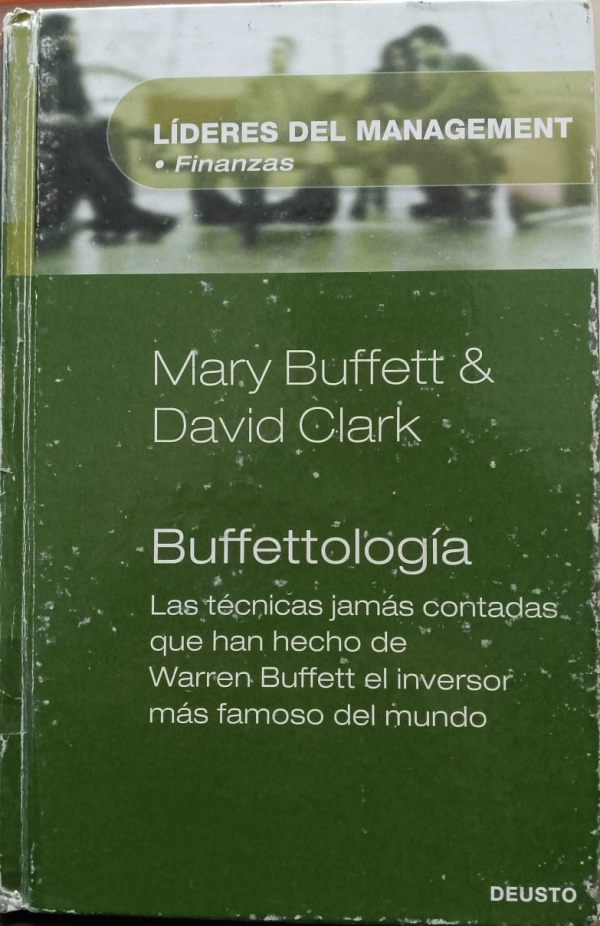 LÍDERES DEL MANAGEMENT
• Finanzas
Mary Buffett &
David Clark
Buffettología
Las técnicas jamás contadas
que han hecho de
Warren Buffett el inversor
más famoso del mundo
DEUSTO